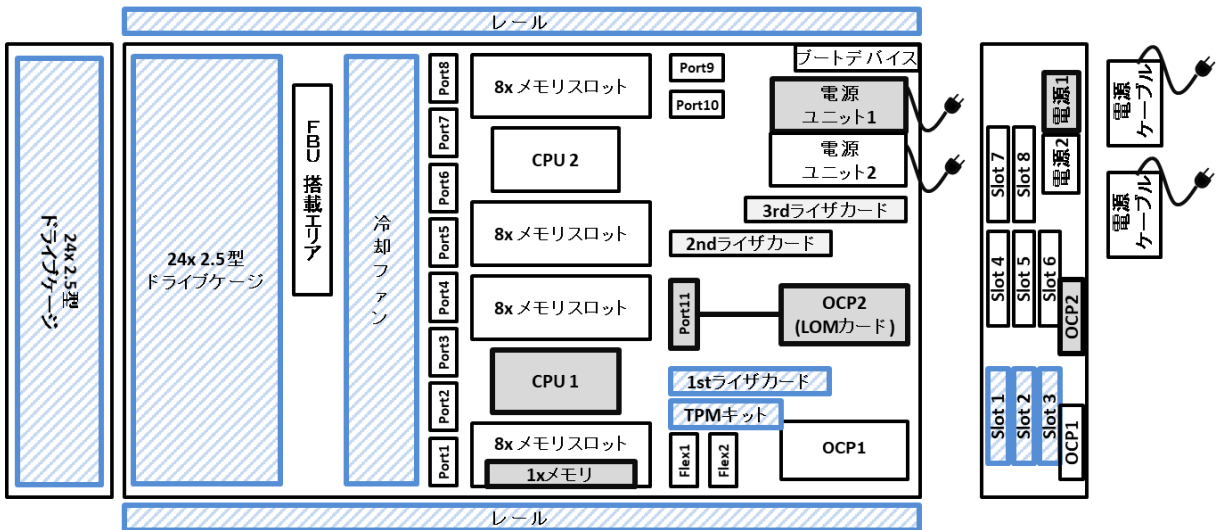 レール
24x 2.5型
ドライブケージ
24x 2.5型
ドライブケージ
FBU 搭載エリア
冷却ファン
Port8
Port7
Port6
Port5
Port4
Port3
Port2
Port1
8x メモリスロット
CPU 2
8x メモリスロット
8x メモリスロット
CPU 1
8x メモリスロット
1xメモリ
Port9
Port10
ブートデバイス
電源
ユニット1
電源
ユニット2
3rdライザカード
2ndライザカード
Port11
OCP2
(LOMカード)
1stライザカード
TPMキット
Flex1
Flex2
OCP1
レール
電源1
電源2
Slot 7
Slot 8
Slot 4
Slot 5
Slot 6
OCP2
Slot 1
Slot 2
Slot 3
OCP1
電源
ケーブル
電源
ケーブル